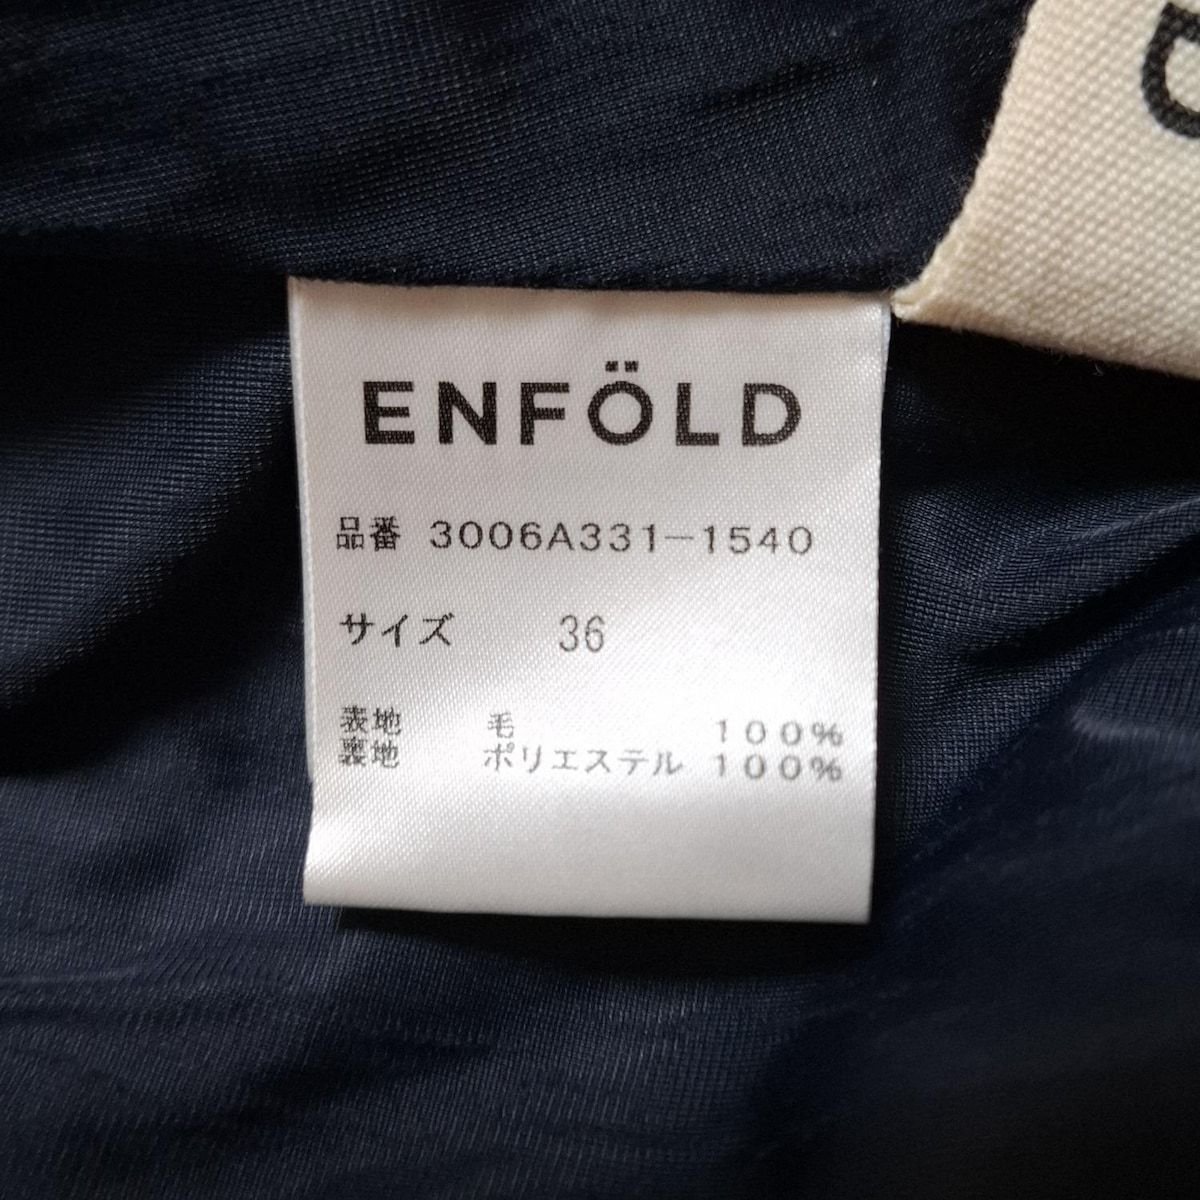 ENFÖLD
品番 3006A331-1540
サイズ 36
表地 毛 100%
裏地 ポリエステル 100%